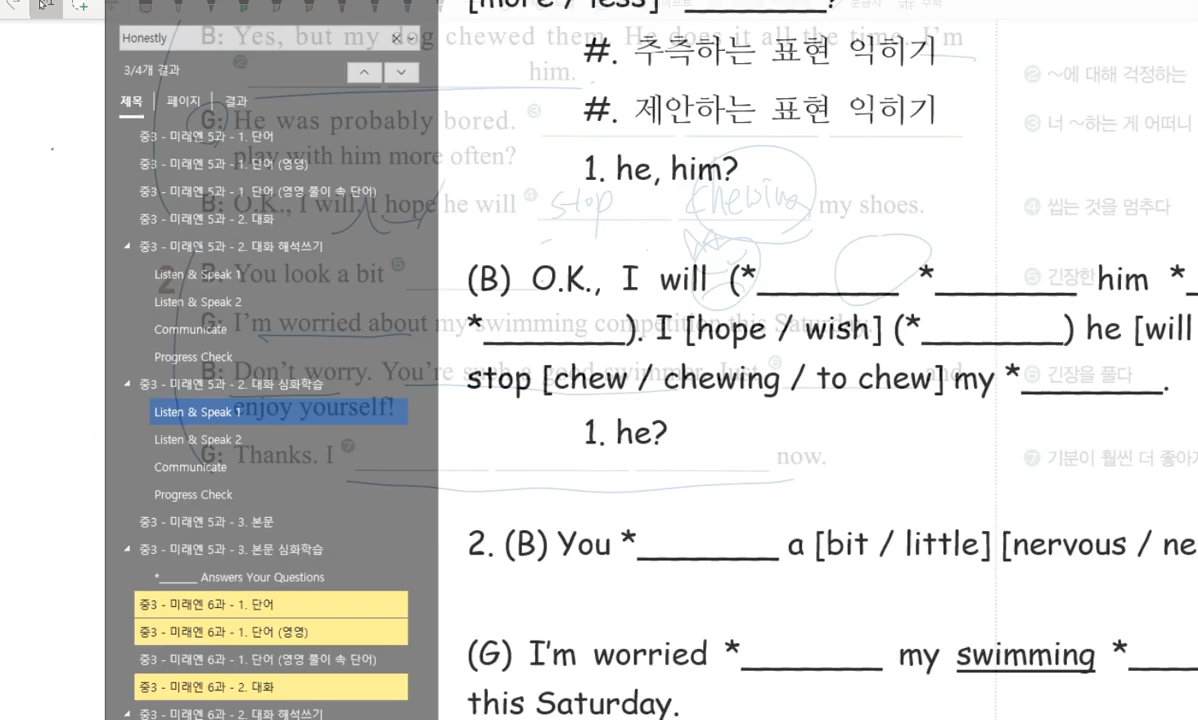 Honestly
3/4개 결과
제목 페이지 결과
중3 - 미래엔 5과 - 1. 단어
중3 - 미래엔 5과 - 1. 단어 (영영)
중3 - 미래엔 5과 - 1. 단어 (영영 풀이 속 단어)
중3 - 미래엔 5과 - 2. 대화
중3 - 미래엔 5과 - 2. 대화 해석쓰기
Listen & Speak 1
Listen & Speak 2
Communicate
Progress Check
중3 - 미래엔 5과 - 2. 대화 심화학습
Listen & Speak 1
Listen & Speak 2
Communicate
Progress Check
중3 - 미래엔 5과 - 3. 본문
중3 - 미래엔 5과 - 3. 본문 심화학습
*______ Answers Your Questions
중3 - 미래엔 6과 - 1. 단어
중3 - 미래엔 6과 - 1. 단어 (영영)
중3 - 미래엔 6과 - 1. 단어 (영영 풀이 속 단어)
중3 - 미래엔 6과 - 2. 대화
중3 - 미래엔 6과 - 2. 대화 해석쓰기
B: Yes, but my dog chewed them. He does it all the time. I'm
② him.
G: He was probably bored. ③
play with him more often?
B: O.K., I will. I hope he will ④ stop chewing my shoes.
2 B: You look a bit ⑤
G: I'm worried about my swimming competition this Saturday.
B: Don't worry. You're such a good swimmer. Just ⑥ and
enjoy yourself!
G: Thanks. I ⑦ now.
② ~에 대해 걱정하는
③ 너 ~하는 게 어떠니
④ 씹는 것을 멈추다
⑤ 긴장한
⑥ 긴장을 풀다
⑦ 기분이 훨씬 더 좋아
[more / less] ________?
#. 추측하는 표현 익히기
#. 제안하는 표현 익히기
1. he, him?
(B) O.K., I will (*________ *________ him *
*________). I [hope / wish] (*________) he [will
stop [chew / chewing / to chew] my *________.
1. he?
2. (B) You *________ a [bit / little] [nervous / ne
(G) I'm worried *________ my swimming *
this Saturday.